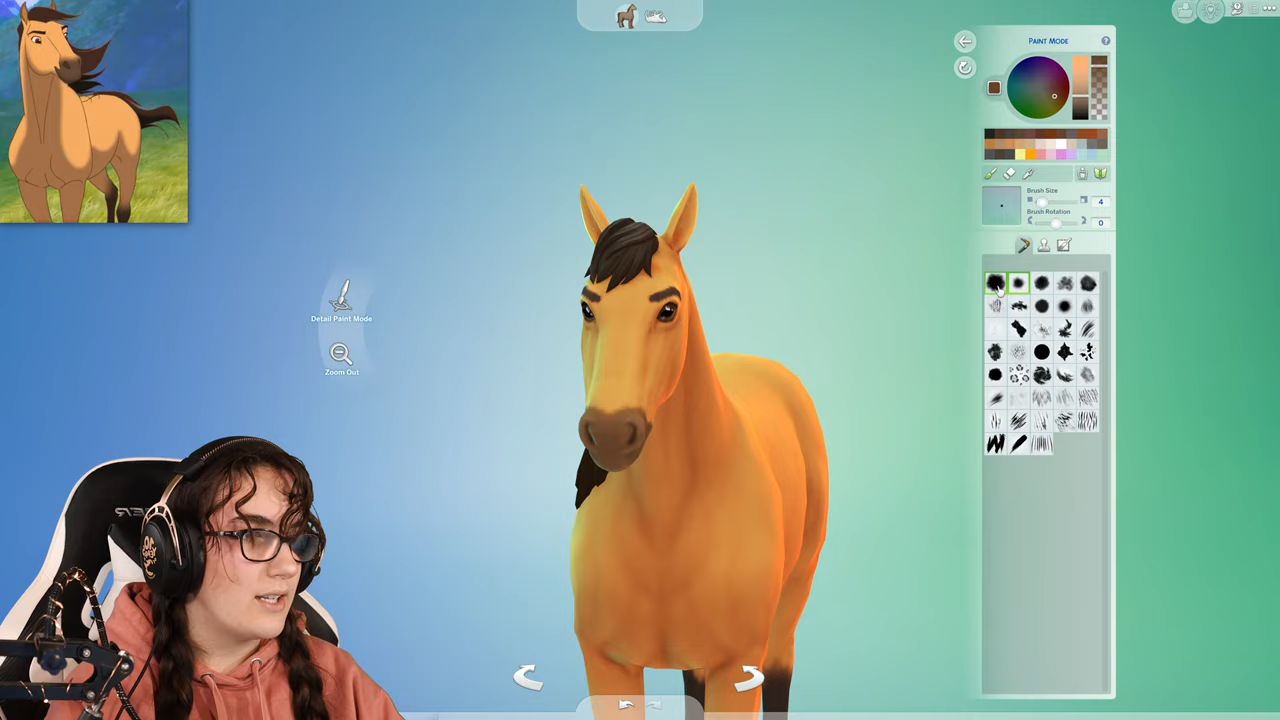 PAINT MODE
?
Brush Size
4
Brush Rotation
0
Detail Paint Mode
Zoom Out